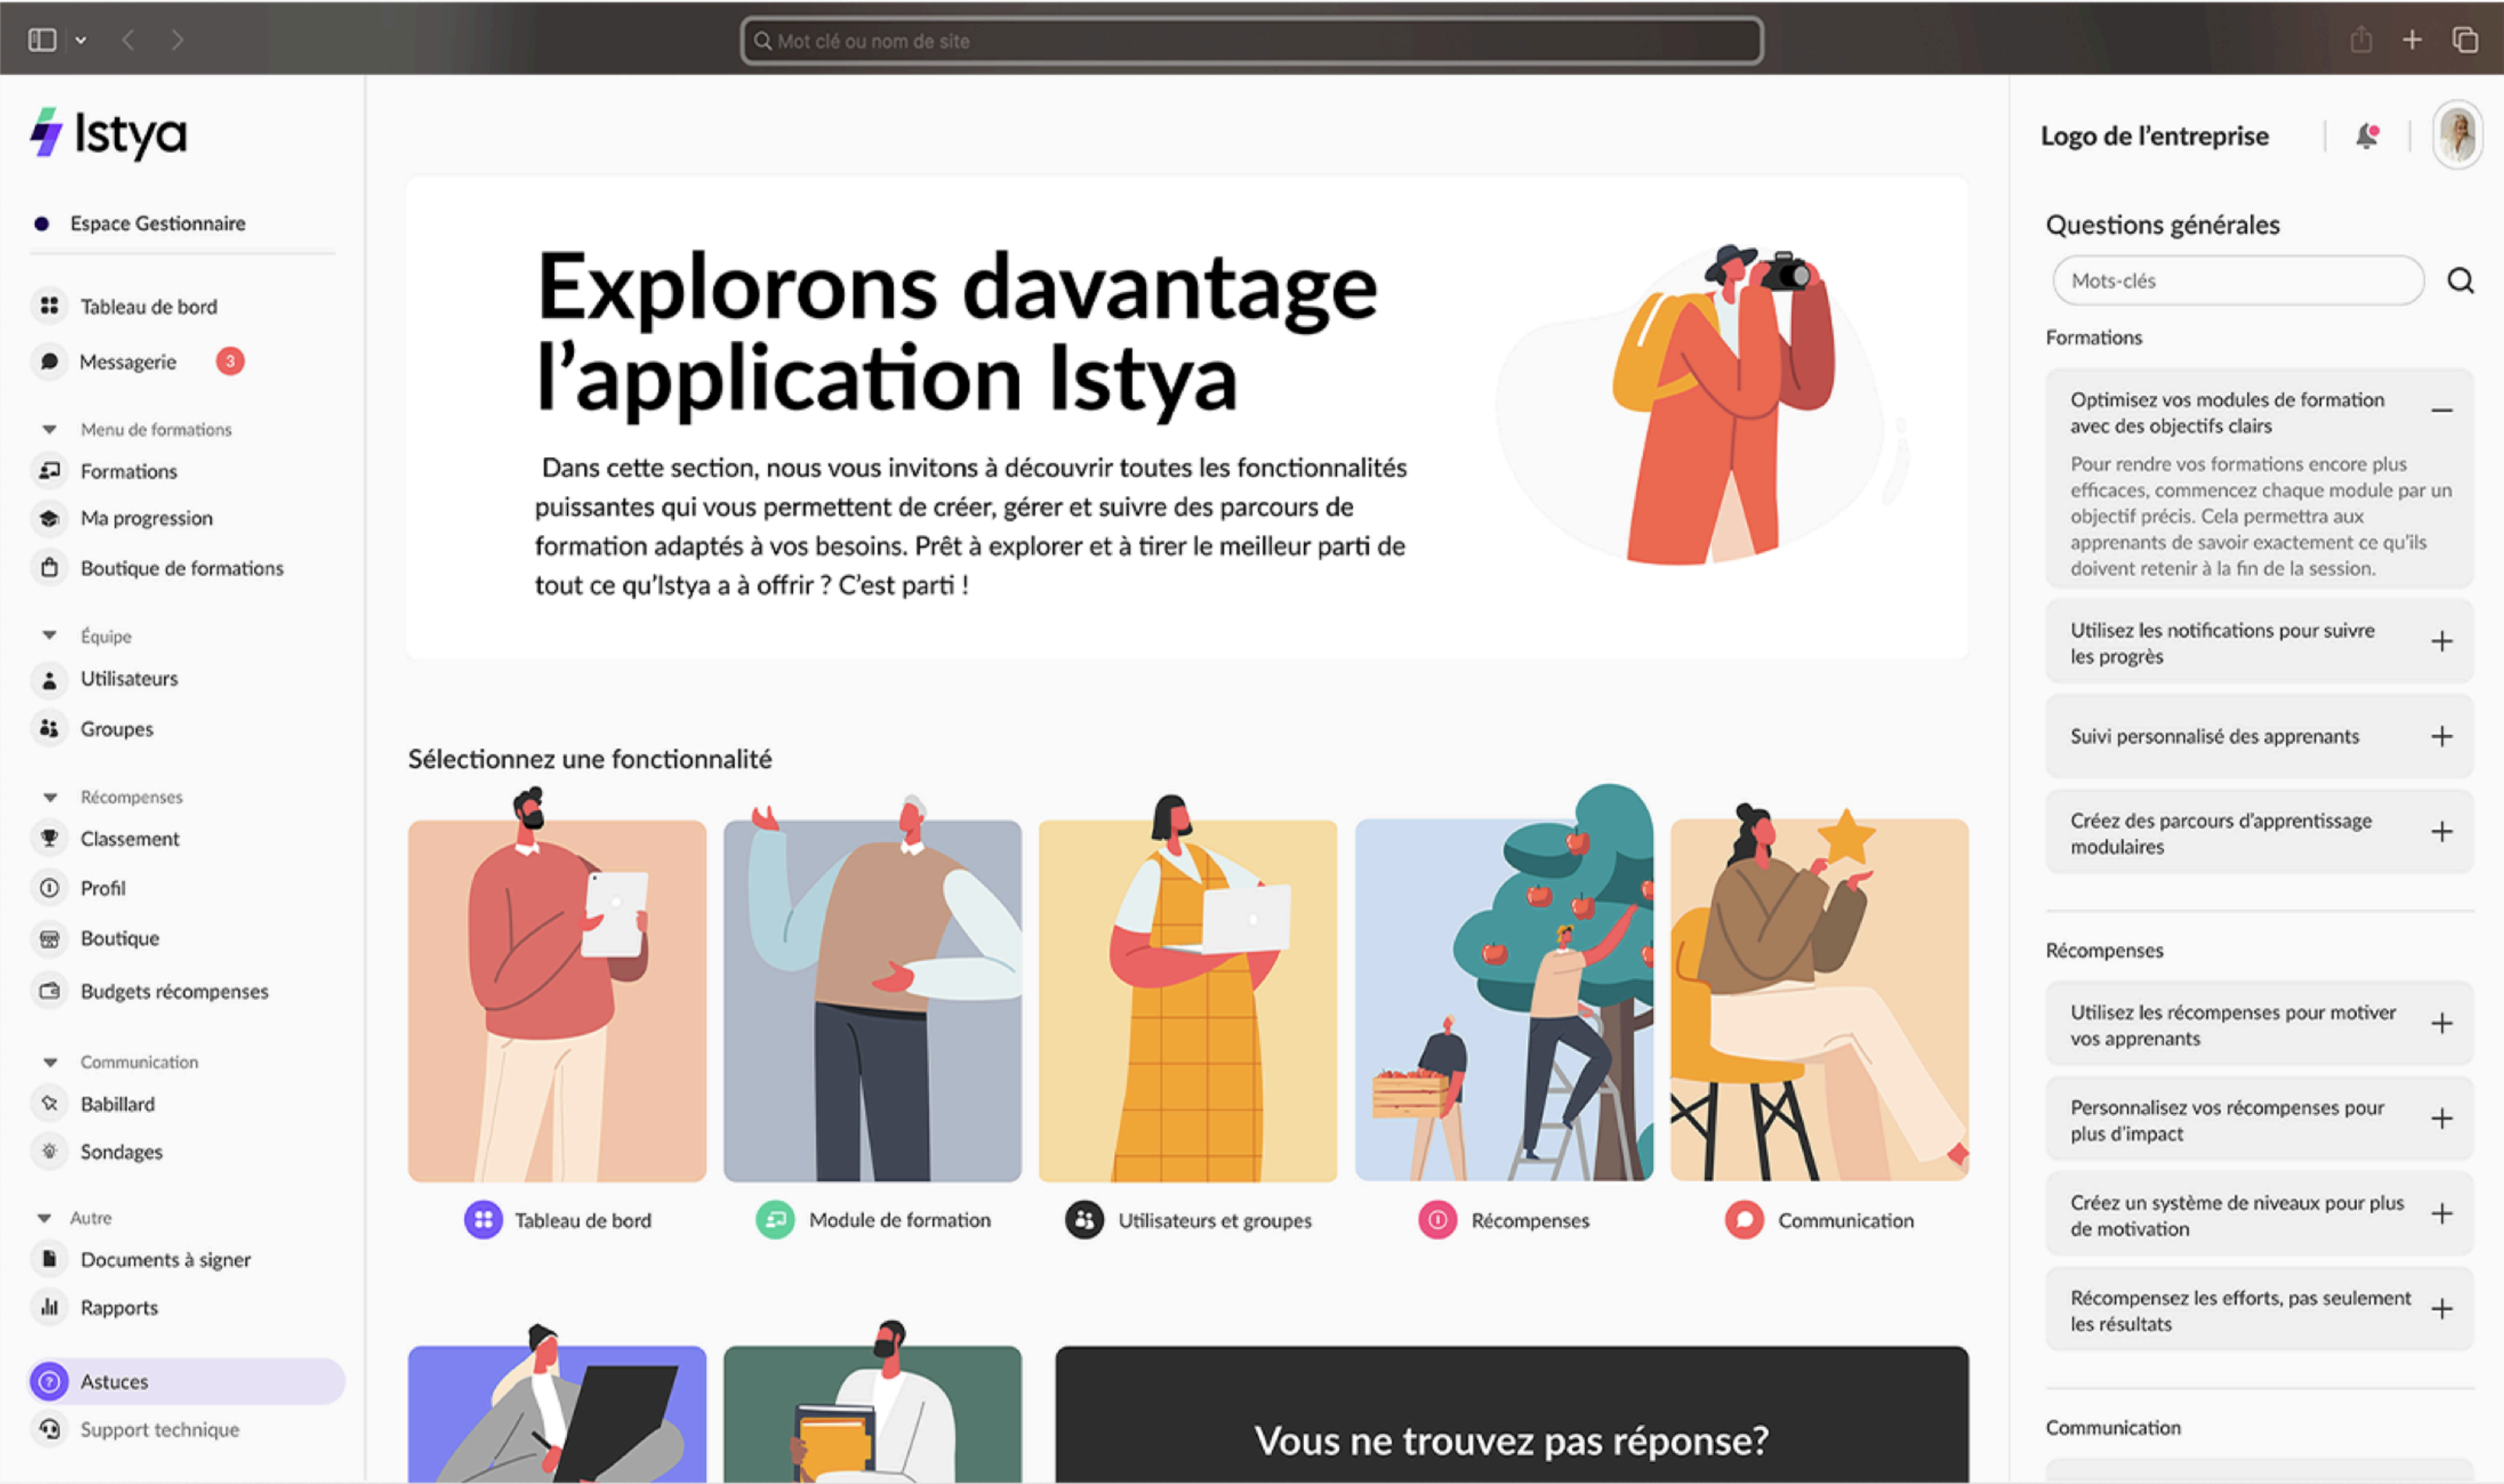 Mot clé ou nom de site
Istya
Espace Gestionnaire
Tableau de bord
Messagerie 3
Menu de formations
Formations
Ma progression
Boutique de formations
Équipe
Utilisateurs
Groupes
Récompenses
Classement
Profil
Boutique
Budgets récompenses
Communication
Babillard
Sondages
Autre
Documents à signer
Rapports
Astuces
Support technique
Explorons davantage
l’application Istya
Dans cette section, nous vous invitons à découvrir toutes les fonctionnalités
puissantes qui vous permettent de créer, gérer et suivre des parcours de
formation adaptés à vos besoins. Prêt à explorer et à tirer le meilleur parti de
tout ce qu’Istya a à offrir ? C’est parti !
Sélectionnez une fonctionnalité
Tableau de bord
Module de formation
Utilisateurs et groupes
Récompenses
Communication
Vous ne trouvez pas réponse?
Logo de l’entreprise
Questions générales
Mots-clés
Formations
Optimisez vos modules de formation
avec des objectifs clairs
Pour rendre vos formations encore plus
efficaces, commencez chaque module par un
objectif précis. Cela permettra aux
apprenants de savoir exactement ce qu’ils
doivent retenir à la fin de la session.
Utilisez les notifications pour suivre
les progrès
Suivi personnalisé des apprenants
Créez des parcours d’apprentissage
modulaires
Récompenses
Utilisez les récompenses pour motiver
vos apprenants
Personnalisez vos récompenses pour
plus d’impact
Créez un système de niveaux pour plus
de motivation
Récompensez les efforts, pas seulement
les résultats
Communication